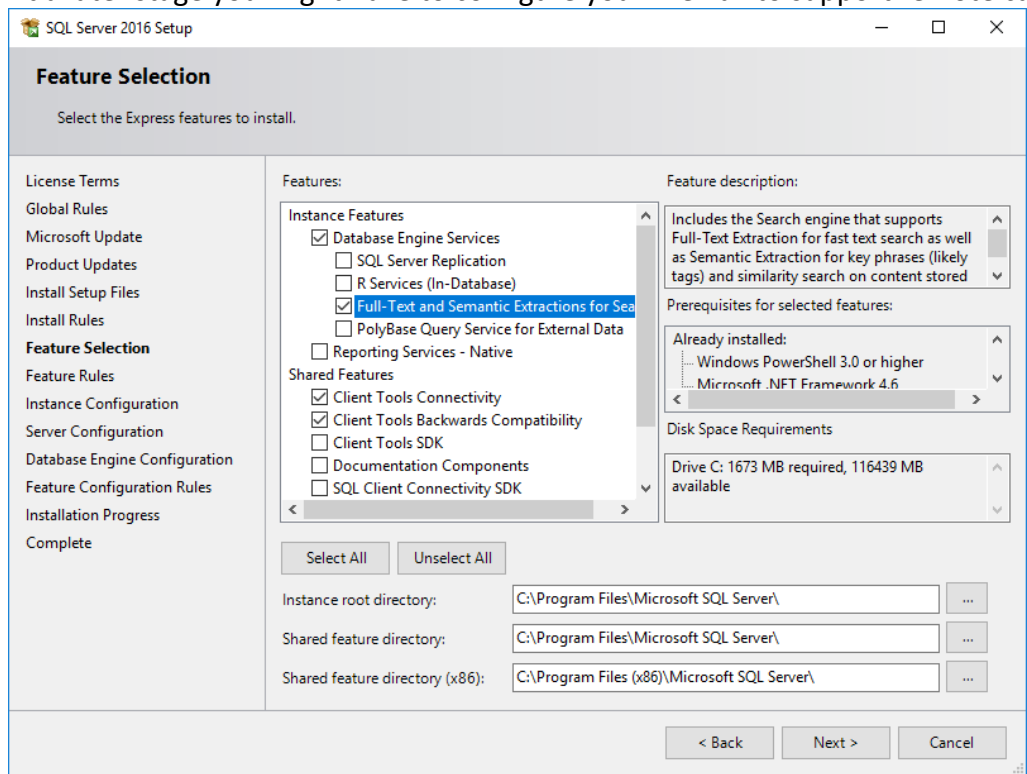 SQL Server 2016 Setup
Feature Selection
Select the Express features to install.
License Terms
Global Rules
Microsoft Update
Product Updates
Install Setup Files
Install Rules
Feature Selection
Feature Rules
Instance Configuration
Server Configuration
Database Engine Configuration
Feature Configuration Rules
Installation Progress
Complete
Features:
Instance Features
Database Engine Services
SQL Server Replication
R Services (In-Database)
Full-Text and Semantic Extractions for Sea
PolyBase Query Service for External Data
Reporting Services - Native
Shared Features
Client Tools Connectivity
Client Tools Backwards Compatibility
Client Tools SDK
Documentation Components
SQL Client Connectivity SDK
Feature description:
Includes the Search engine that supports
Full-Text Extraction for fast text search as well
as Semantic Extraction for key phrases (likely
tags) and similarity search on content stored
Prerequisites for selected features:
Already installed:
Windows PowerShell 3.0 or higher
Microsoft .NET Framework 4.6
Disk Space Requirements
Drive C: 1673 MB required, 116439 MB
available
Select All
Unselect All
Instance root directory:
C:\Program Files\Microsoft SQL Server\
...
Shared feature directory:
C:\Program Files\Microsoft SQL Server\
...
Shared feature directory (x86):
C:\Program Files (x86)\Microsoft SQL Server\
...
< Back
Next >
Cancel